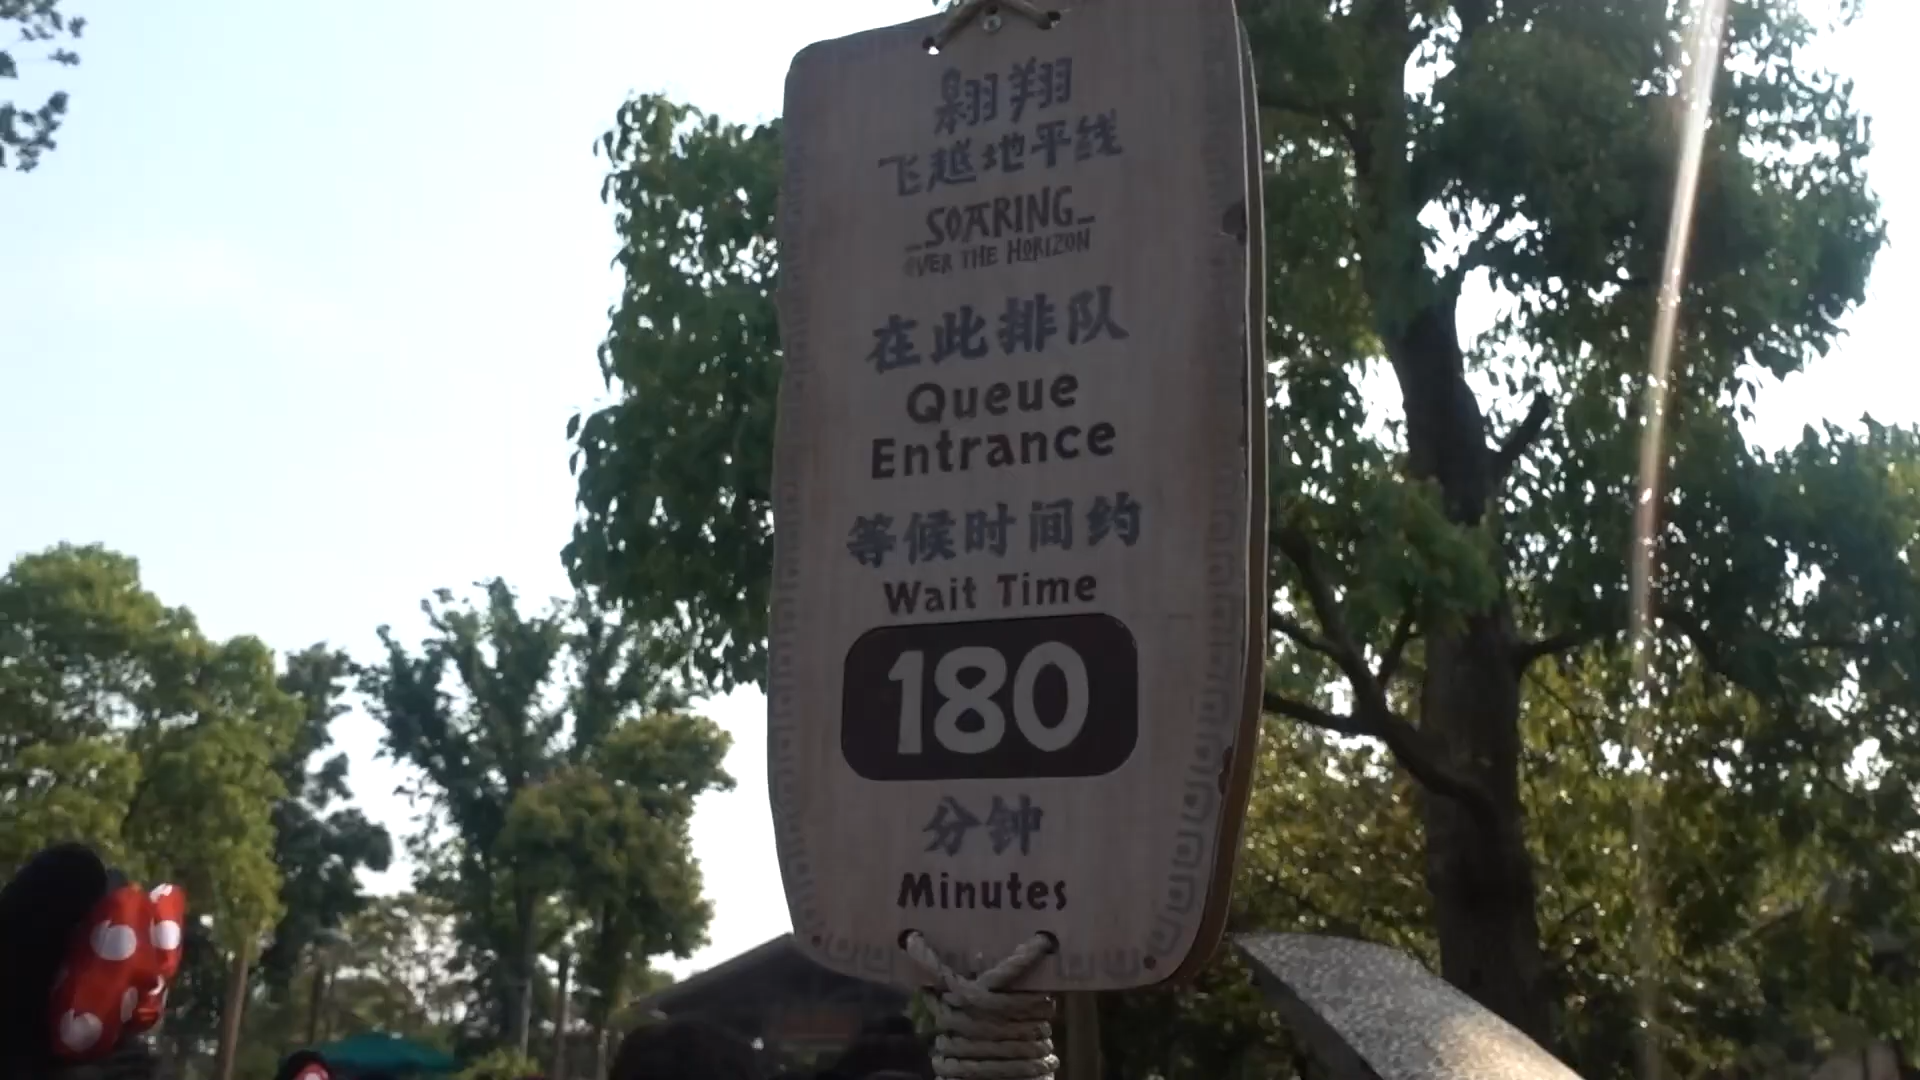 翱翔
飞越地平线
SOARING
OVER THE HORIZON
在此排队
Queue
Entrance
等候时间约
Wait Time
180
分钟
Minutes